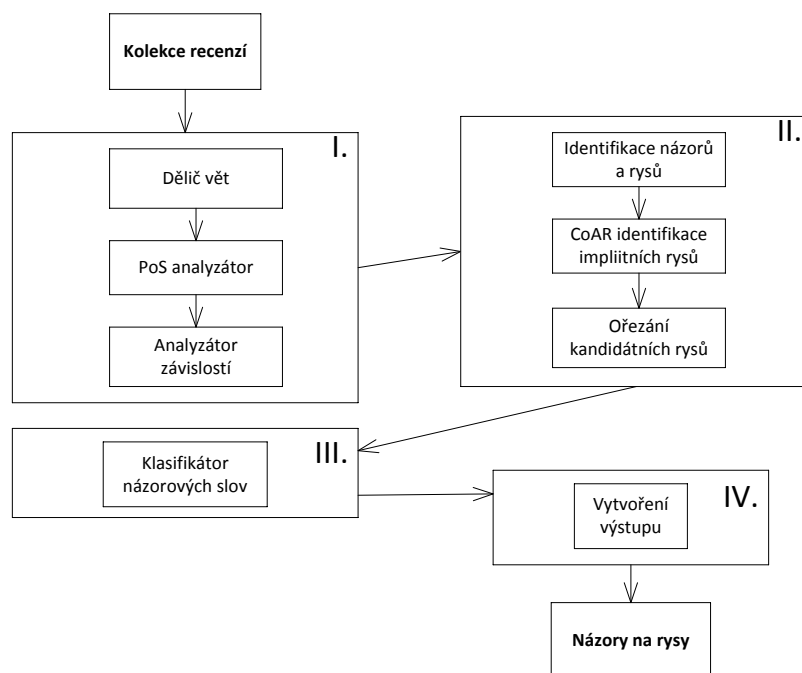 Kolekce recenzí
I.
Dělič vět
PoS analyzátor
Analyzátor
závislostí
II.
Identifikace názorů
a rysů
CoAR identifikace
impliitních rysů
Ořezání
kandidátních rysů
III.
Klasifikátor
názorových slov
IV.
Vytvoření
výstupu
Názory na rysy